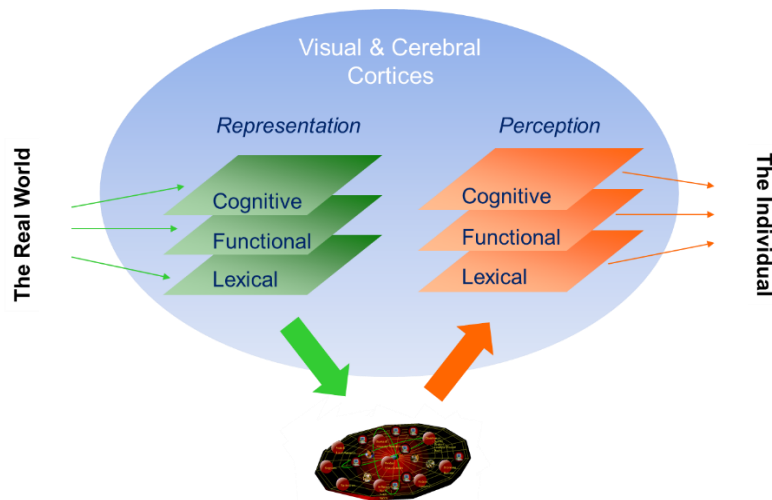 Visual & Cerebral
Cortices
Representation
Perception
The Real World
Cognitive
Functional
Lexical
Cognitive
Functional
Lexical
The Individual